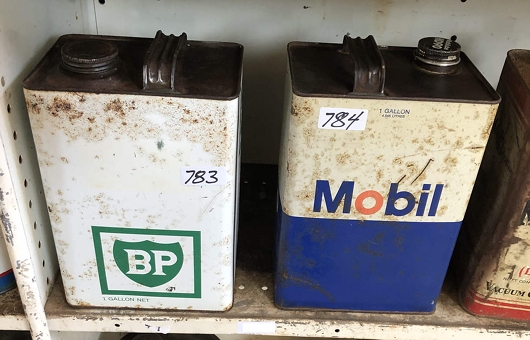 783
BP
1 GALLON NET
784
1 GALLON
Mobil
VACUUM